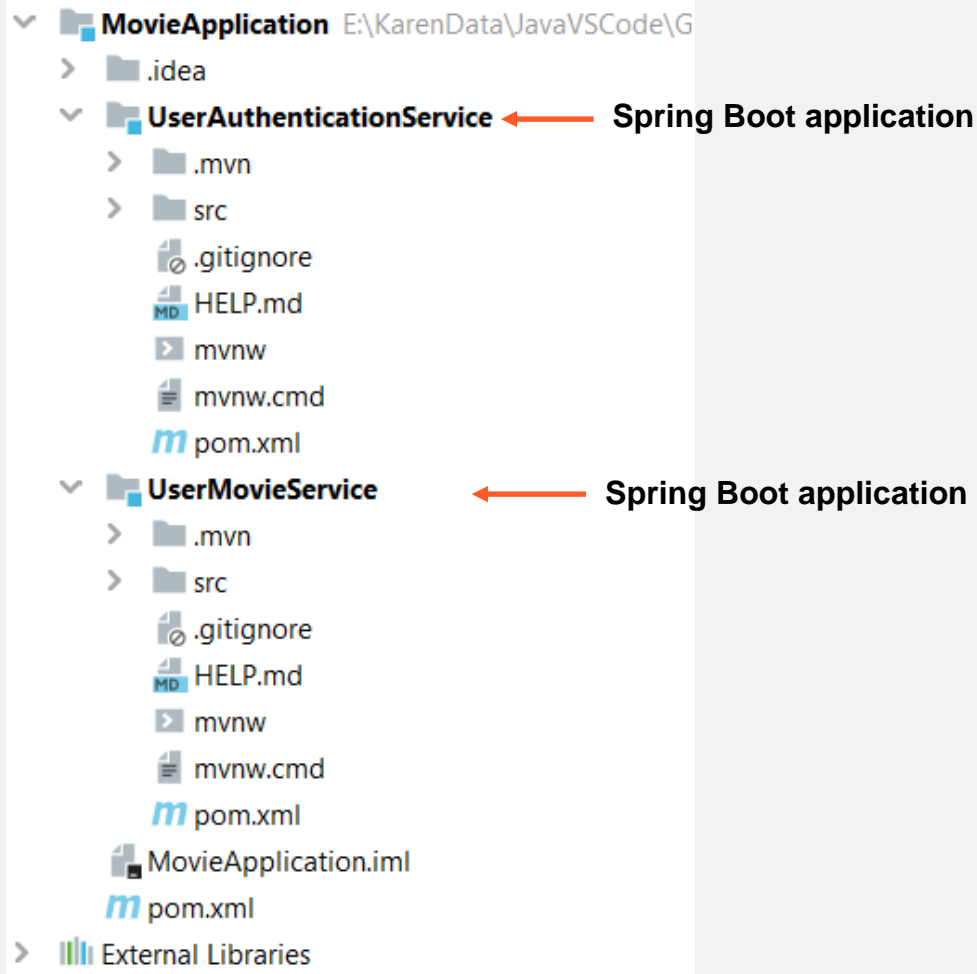 MovieApplication E:\KarenData\JavaVSCode\G
.idea
UserAuthenticationService Spring Boot application
.mvn
src
.gitignore
MD HELP.md
mvnw
mvnw.cmd
m pom.xml
UserMovieService Spring Boot application
.mvn
src
.gitignore
MD HELP.md
mvnw
mvnw.cmd
m pom.xml
MovieApplication.iml
m pom.xml
External Libraries